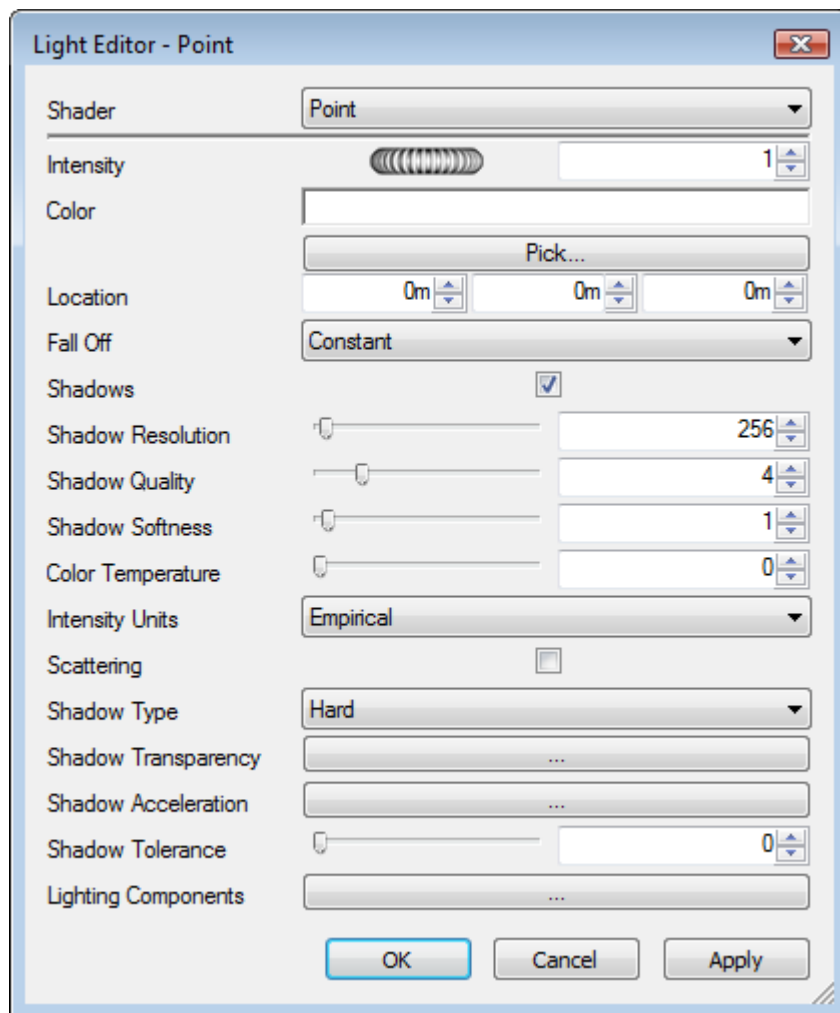 Light Editor - Point
Shader Point
Intensity 1
Color
Pick...
Location 0m 0m 0m
Fall Off Constant
Shadows
Shadow Resolution 256
Shadow Quality 4
Shadow Softness 1
Color Temperature 0
Intensity Units Empirical
Scattering
Shadow Type Hard
Shadow Transparency ...
Shadow Acceleration ...
Shadow Tolerance 0
Lighting Components ...
OK Cancel Apply